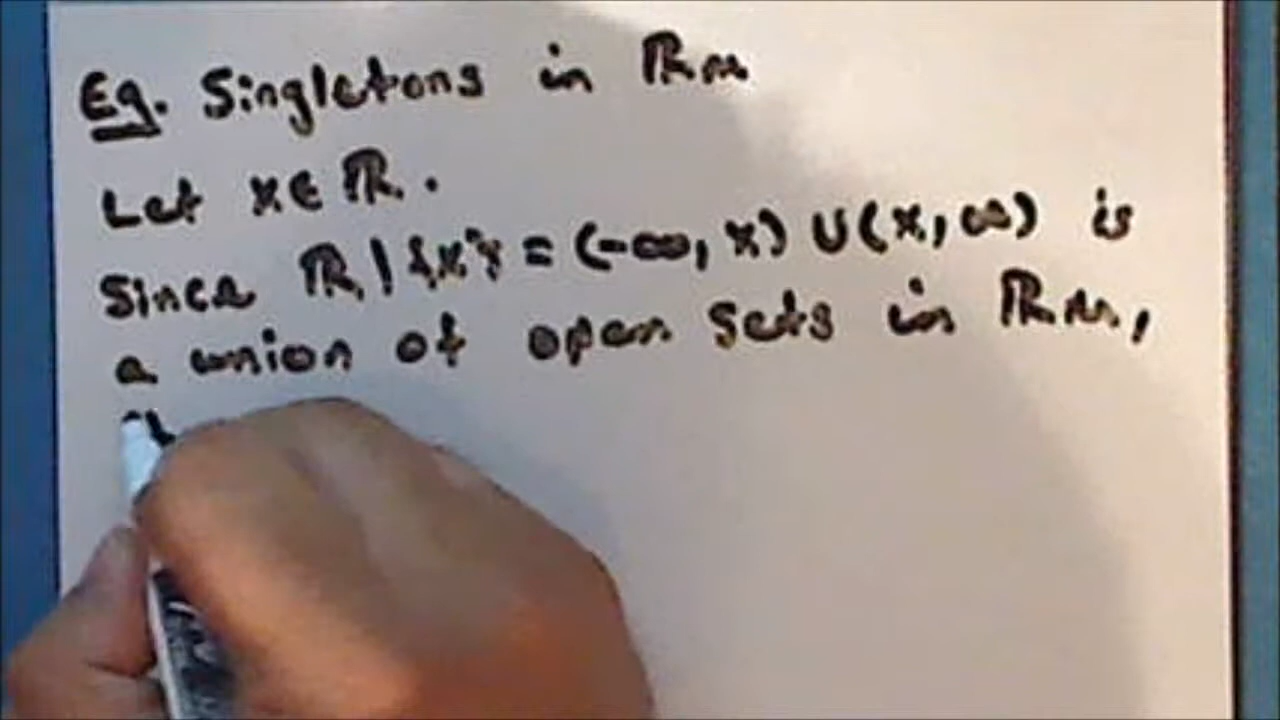 Eg. Singletons in ℝm
Let x ∈ ℝ.
Since ℝ \ {x} = (-∞, x) ∪ (x, ∞) is
a union of open sets in ℝm,